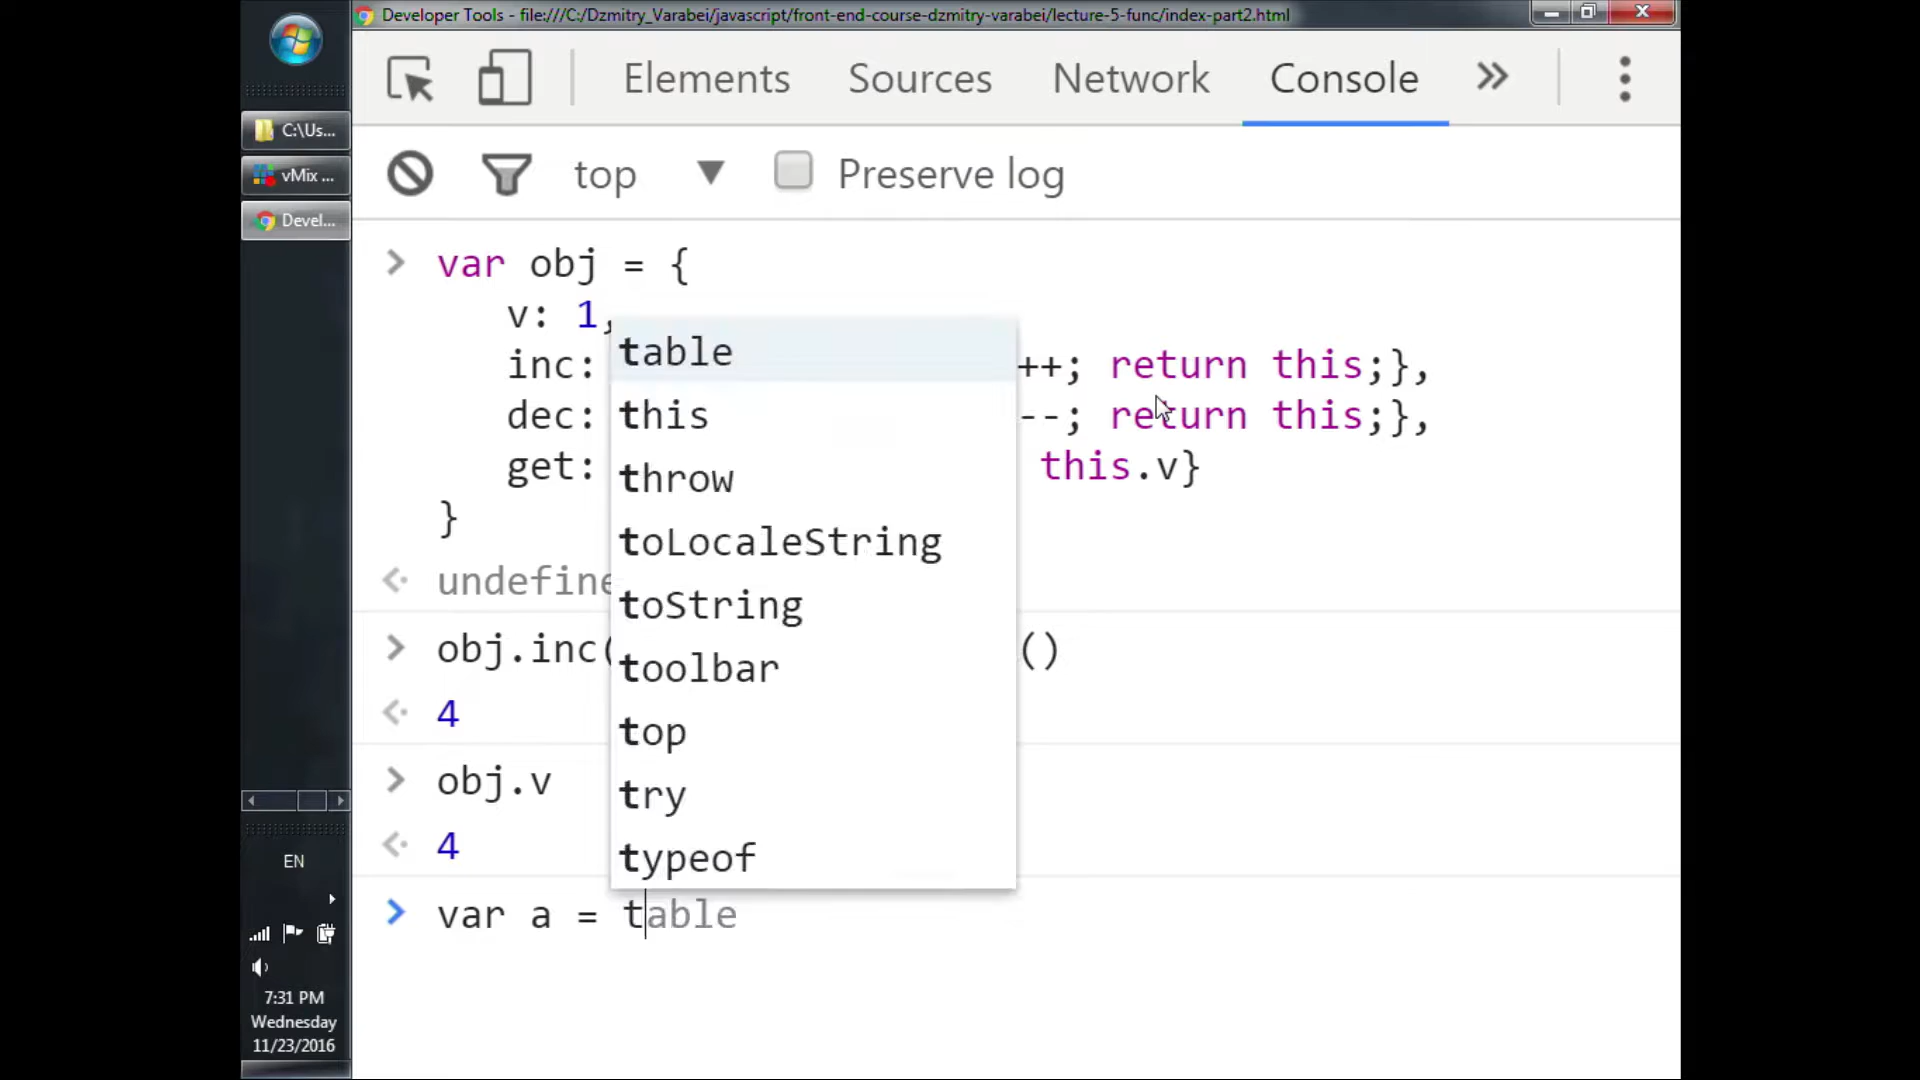 Developer Tools - file:///C:/Dzmitry_Varabei/javascript/front-end-course-dzmitry-varabei/lecture-5-func/index-part2.html
Elements Sources Network Console »
top ▼ Preserve log
C:\Us...
vMix ...
Devel...
> var obj = {
v: 1,
inc: ++; return this;},
dec: --; return this;},
get: this.v}
}
undefine
> obj.inc( ()
4
> obj.v
4
table
this
throw
toLocaleString
toString
toolbar
top
try
typeof
> var a = table
EN
7:31 PM
Wednesday
11/23/2016